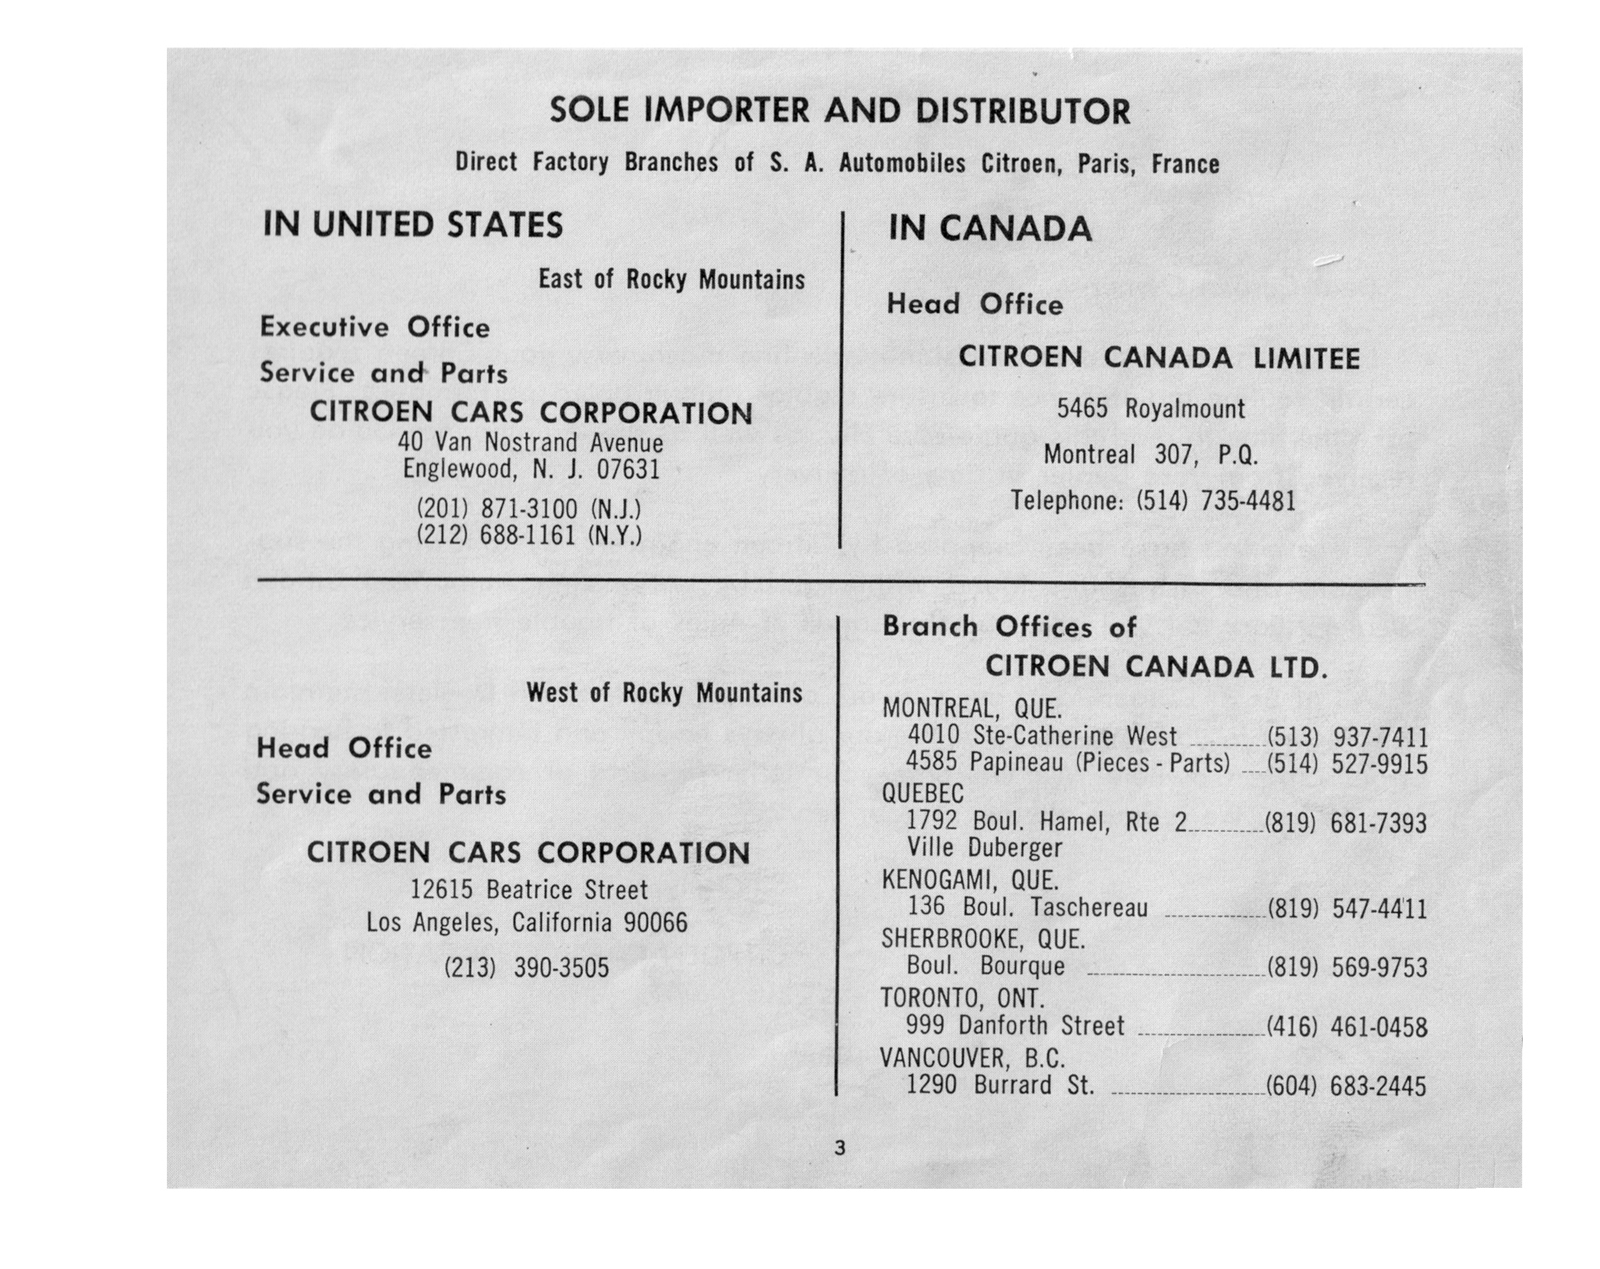 SOLE IMPORTER AND DISTRIBUTOR
Direct Factory Branches of S. A. Automobiles Citroen, Paris, France
IN UNITED STATES
East of Rocky Mountains
Executive Office
Service and Parts
CITROEN CARS CORPORATION
40 Van Nostrand Avenue
Englewood, N. J. 07631
(201) 871-3100 (N.J.)
(212) 688-1161 (N.Y.)
IN CANADA
Head Office
CITROEN CANADA LIMITEE
5465 Royalmount
Montreal 307, P.Q.
Telephone: (514) 735-4481
West of Rocky Mountains
Head Office
Service and Parts
CITROEN CARS CORPORATION
12615 Beatrice Street
Los Angeles, California 90066
(213) 390-3505
Branch Offices of
CITROEN CANADA LTD.
MONTREAL, QUE.
4010 Ste-Catherine West (513) 937-7411
4585 Papineau (Pieces - Parts) (514) 527-9915
QUEBEC
1792 Boul. Hamel, Rte 2 (819) 681-7393
Ville Duberger
KENOGAMI, QUE.
136 Boul. Taschereau (819) 547-4411
SHERBROOKE, QUE.
Boul. Bourque (819) 569-9753
TORONTO, ONT.
999 Danforth Street (416) 461-0458
VANCOUVER, B.C.
1290 Burrard St. (604) 683-2445
3